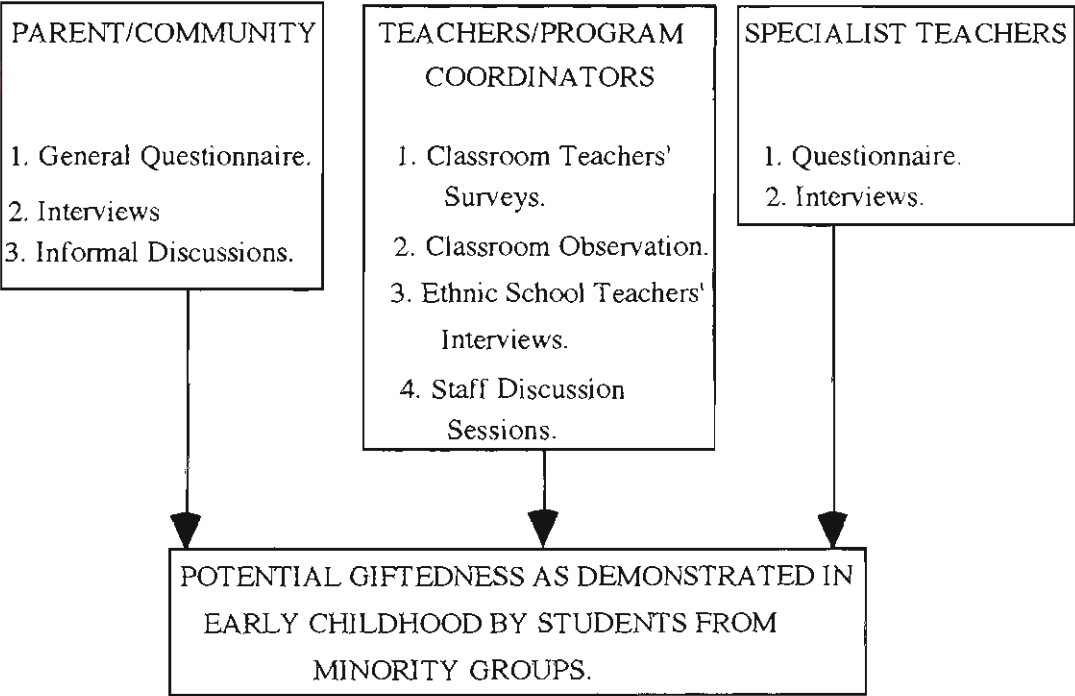 PARENT/COMMUNITY
1. General Questionnaire.
2. Interviews
3. Informal Discussions.
TEACHERS/PROGRAM
COORDINATORS
1. Classroom Teachers'
Surveys.
2. Classroom Observation.
3. Ethnic School Teachers'
Interviews.
4. Staff Discussion
Sessions.
SPECIALIST TEACHERS
1. Questionnaire.
2. Interviews.
POTENTIAL GIFTEDNESS AS DEMONSTRATED IN
EARLY CHILDHOOD BY STUDENTS FROM
MINORITY GROUPS.